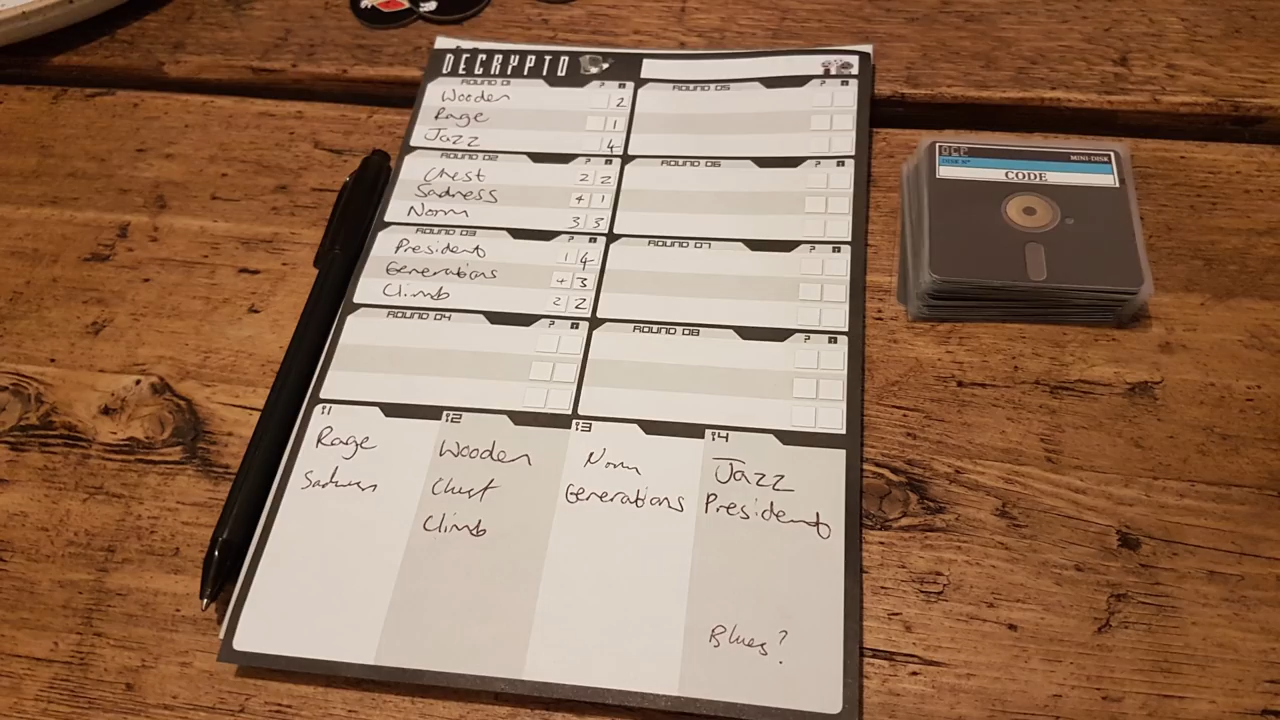 DECRYPTO
ROUND 01 ? !
Wooden 2
Rage 1
Jazz 4
ROUND 02 ? !
Chest 2 2
Sadness 4 1
Norm 3 3
ROUND 03 ? !
President 1 4
Generations 4 3
Climb 2 2
ROUND 04 ? !
ROUND 05 ? !
ROUND 06 ? !
ROUND 07 ? !
ROUND 08 ? !
1
Rage
Sadness
2
Wooden
Chest
Climb
3
Norm
Generations
4
Jazz
President
Blues?
DISK N°
MINI-DISK
CODE